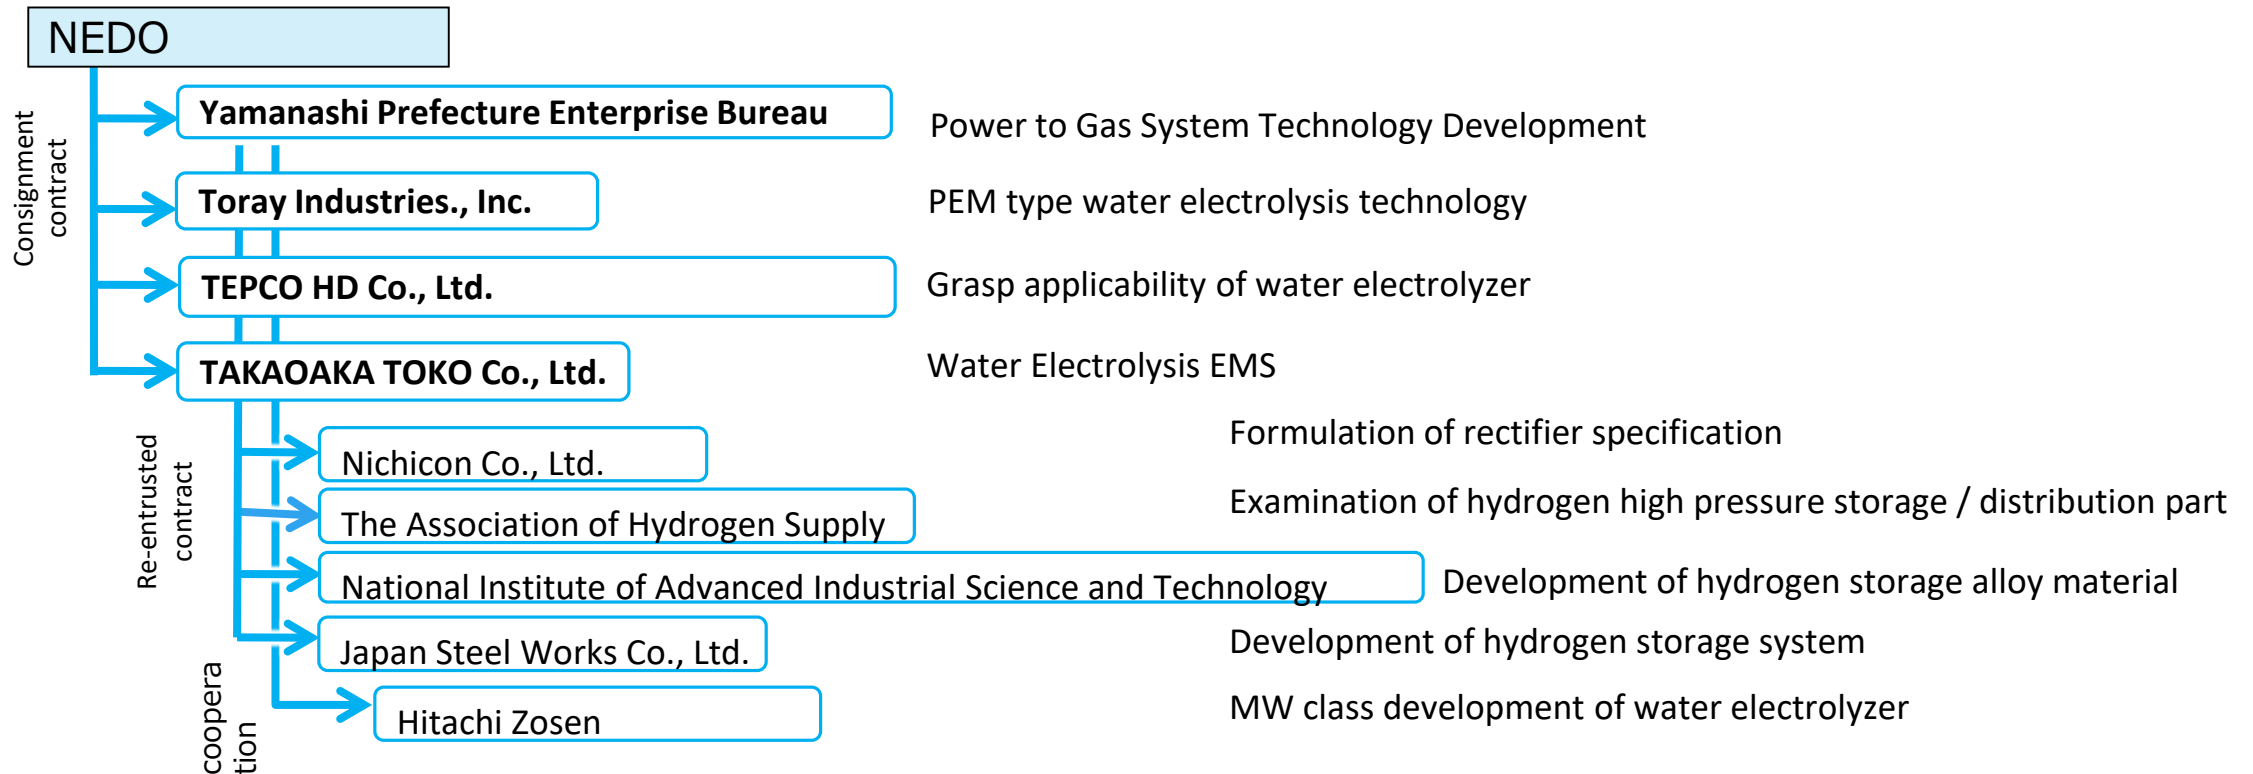 NEDO
Consignment
contract
Yamanashi Prefecture Enterprise Bureau
Power to Gas System Technology Development
Toray Industries., Inc.
PEM type water electrolysis technology
TEPCO HD Co., Ltd.
Grasp applicability of water electrolyzer
TAKAOAKA TOKO Co., Ltd.
Water Electrolysis EMS
Re-entrusted
contract
Nichicon Co., Ltd.
Formulation of rectifier specification
The Association of Hydrogen Supply
Examination of hydrogen high pressure storage / distribution part
National Institute of Advanced Industrial Science and Technology
Development of hydrogen storage alloy material
Japan Steel Works Co., Ltd.
Development of hydrogen storage system
coopera
tion
Hitachi Zosen
MW class development of water electrolyzer